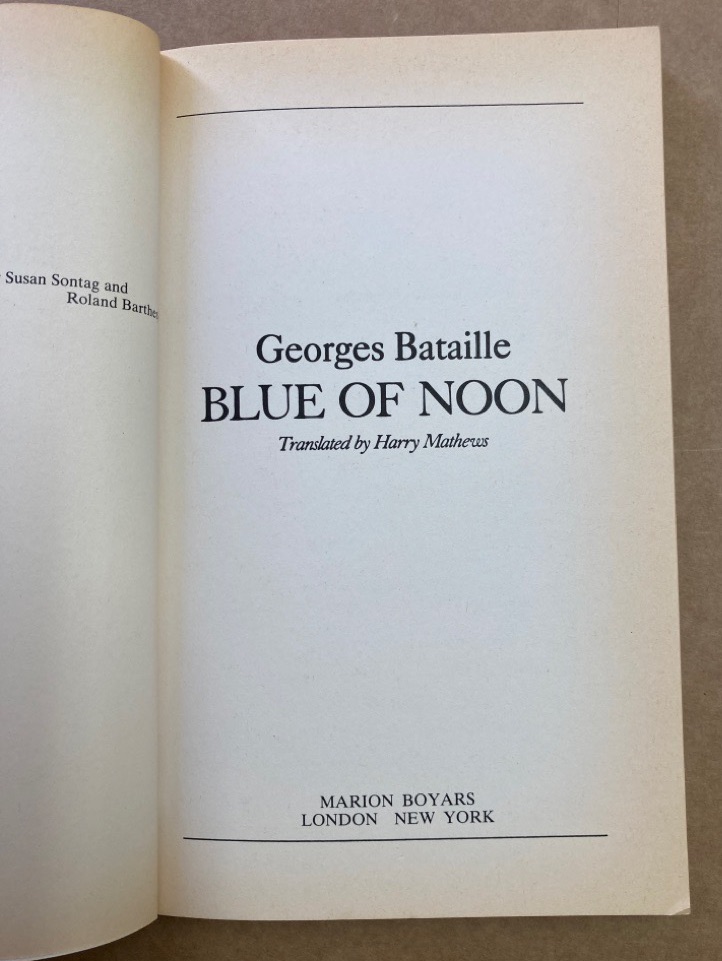 Susan Sontag and
Roland Barthes
Georges Bataille
BLUE OF NOON
Translated by Harry Mathews
MARION BOYARS
LONDON NEW YORK